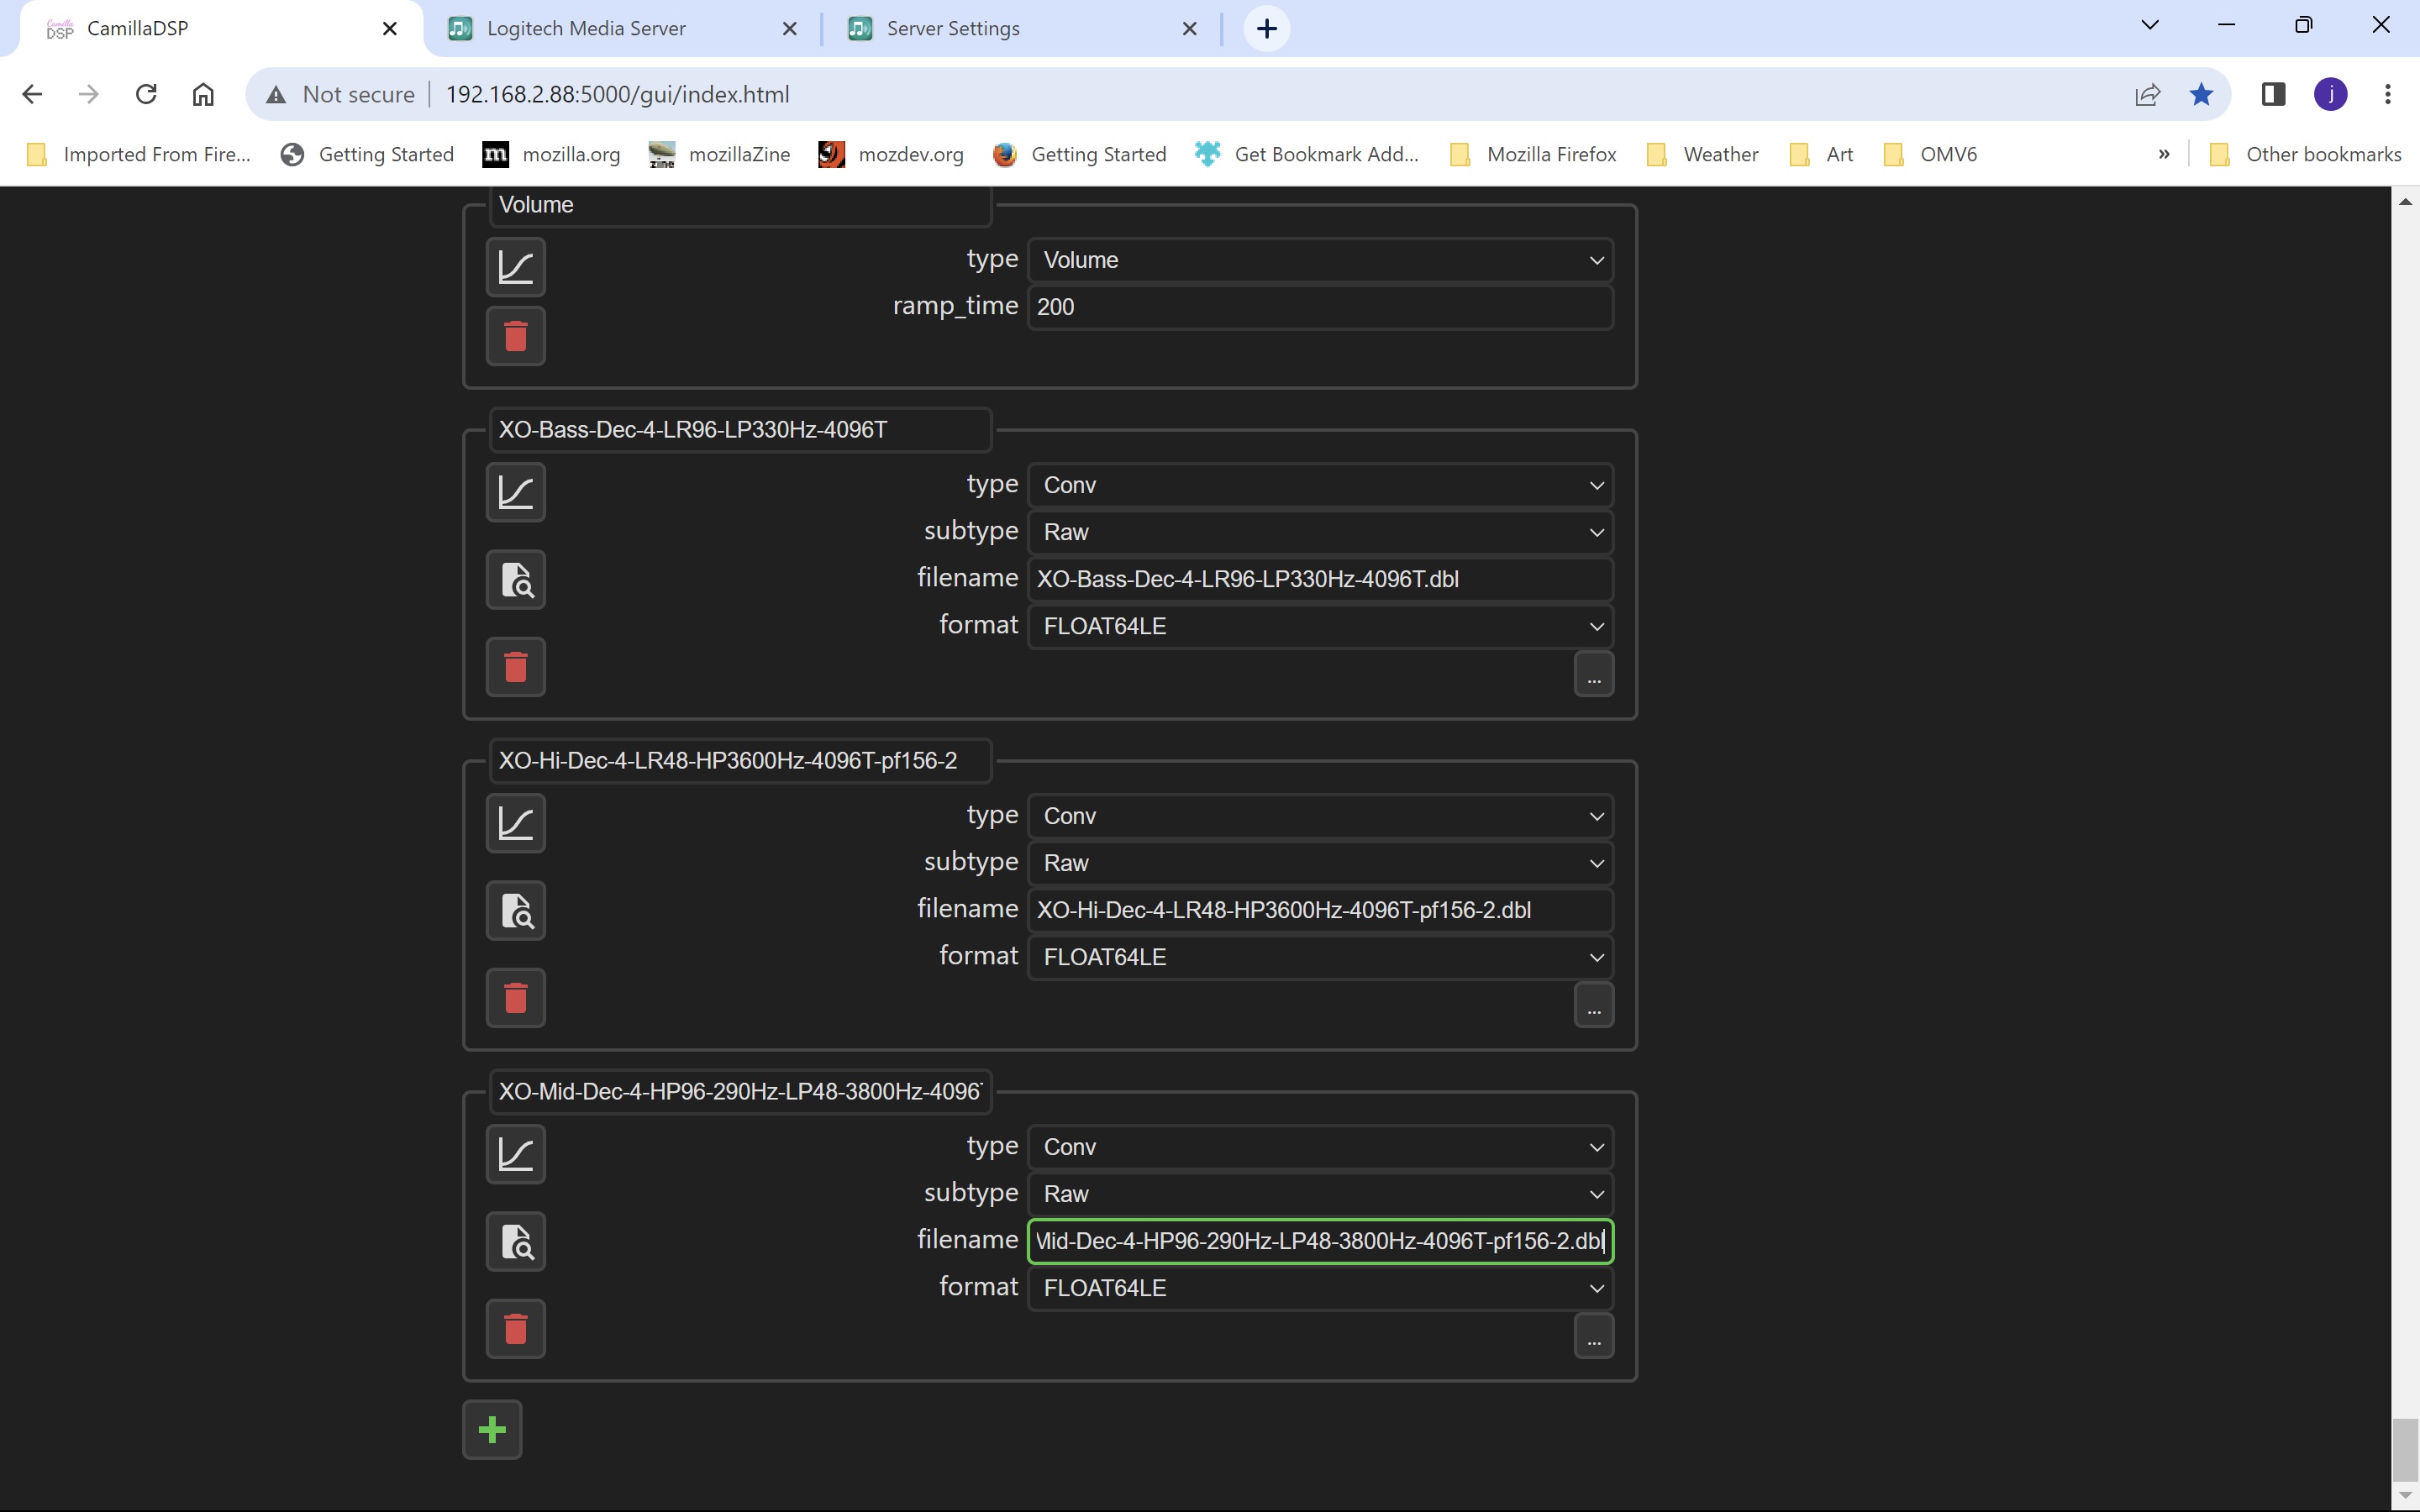 Camilla
DSP CamillaDSP
Logitech Media Server
Server Settings
Not secure 192.168.2.88:5000/gui/index.html
j
Imported From Fire... Getting Started m mozilla.org zine mozillaZine mozdev.org Getting Started Get Bookmark Add... Mozilla Firefox Weather Art OMV6 » Other bookmarks
Volume
type Volume
ramp_time 200
XO-Bass-Dec-4-LR96-LP330Hz-4096T
type Conv
subtype Raw
filename XO-Bass-Dec-4-LR96-LP330Hz-4096T.dbl
format FLOAT64LE
...
XO-Hi-Dec-4-LR48-HP3600Hz-4096T-pf156-2
type Conv
subtype Raw
filename XO-Hi-Dec-4-LR48-HP3600Hz-4096T-pf156-2.dbl
format FLOAT64LE
...
XO-Mid-Dec-4-HP96-290Hz-LP48-3800Hz-4096T
type Conv
subtype Raw
filename Mid-Dec-4-HP96-290Hz-LP48-3800Hz-4096T-pf156-2.dbl
format FLOAT64LE
...